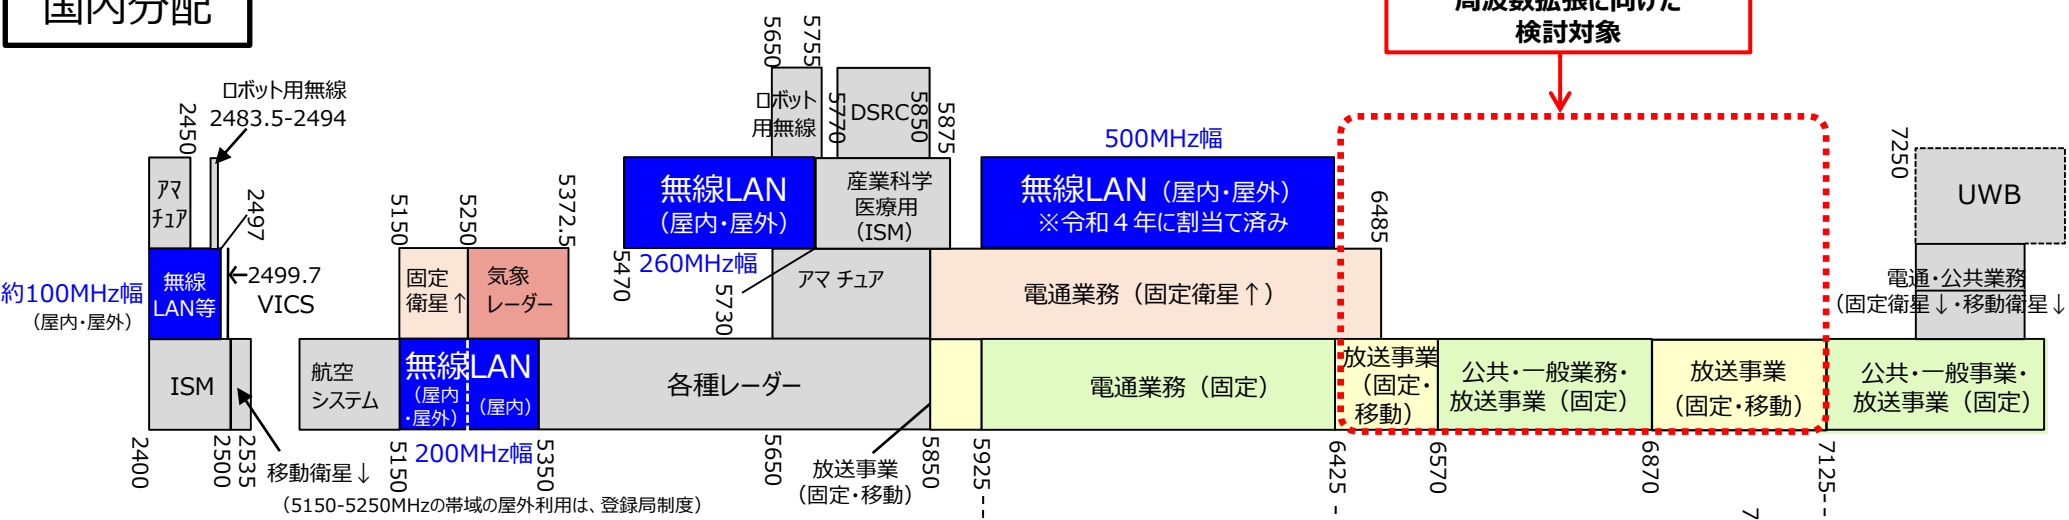 国内分配
周波数拡張に向けた
検討対象
ロボット用無線
2483.5-2494
2450
アマ
チュア
2497
約100MHz幅
（屋内・屋外）
無線
LAN等
2499.7
VICS
ISM
2400
2500
2535
移動衛星↓
航空
システム
5150
5250
5372.5
固定
衛星↑
気象
レーダー
無線LAN
（屋内
・屋外）
（屋内）
5150
200MHz幅
5350
（5150-5250MHzの帯域の屋外利用は、登録局制度）
5650
5755
ロボット
用無線
5770
DSRC
5850
5875
無線LAN
（屋内・屋外）
産業科学
医療用
（ISM）
5470
260MHz幅
5730
アマチュア
各種レーダー
5650
放送事業
（固定・移動）
5850
5925
500MHz幅
無線LAN（屋内・屋外）
※令和４年に割当て済み
6485
電通業務（固定衛星↑）
電通業務（固定）
放送事業
（固定・
移動）
公共・一般業務・
放送事業（固定）
放送事業
（固定・移動）
公共・一般事業・
放送事業（固定）
6425
6570
6870
7125
7250
UWB
電通・公共業務
（固定衛星↓・移動衛星↓
7